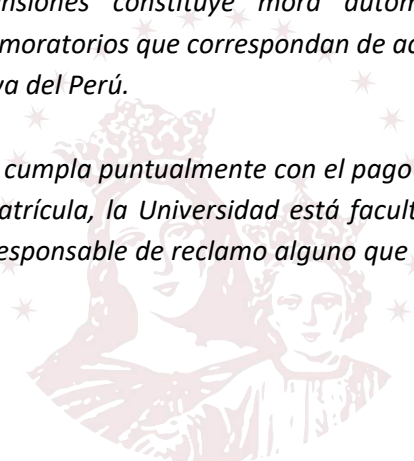 nsiones constituye mora autom
moratorios que correspondan de ac
va del Perú.
cumpla puntualmente con el pago
atrícula, la Universidad está facult
esponsable de reclamo alguno que